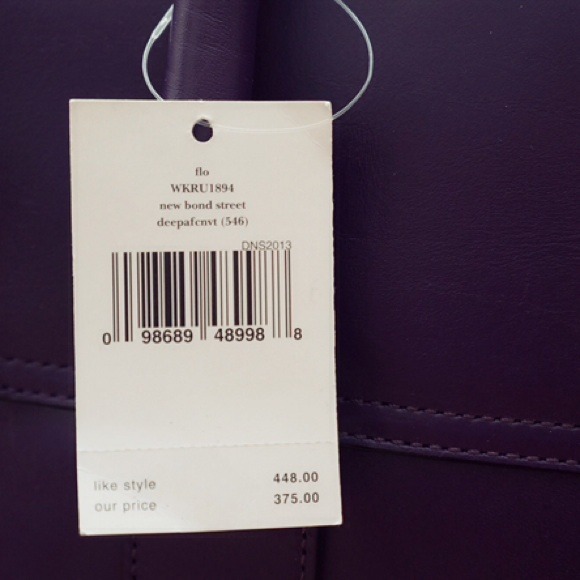 flo
WKRU1894
new bond street
deepafcnvt (546)
DNS2013
0 98689 48998 8
like style 448.00
our price 375.00